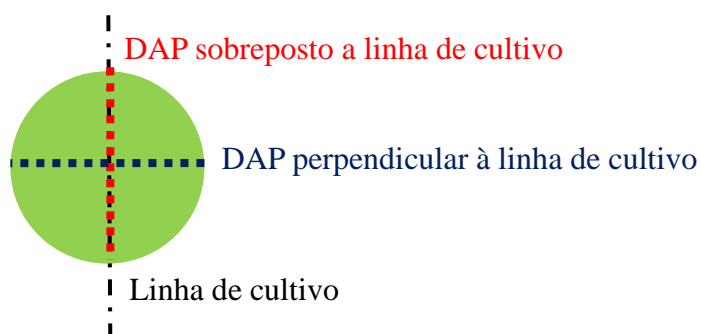 DAP sobreposto a linha de cultivo
DAP perpendicular à linha de cultivo
Linha de cultivo